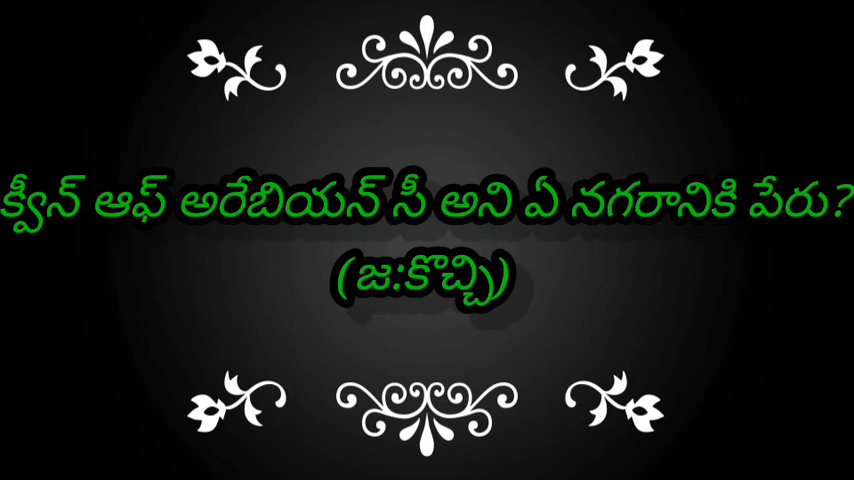 క్వీన్ ఆఫ్ అరేబియన్ సీ అని ఏ నగరానికి పేరు?
(జ:కొచ్చి)